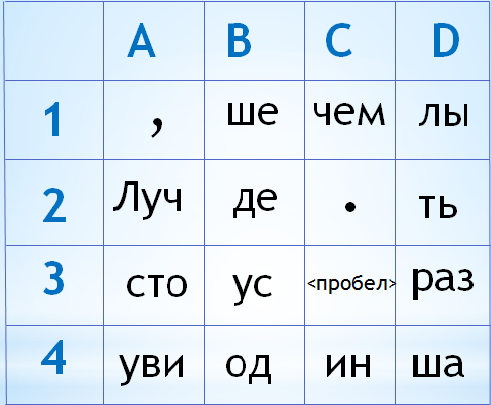 A B C D
1 , ше чем лы
2 Луч де . ть
3 сто ус <пробел> раз
4 уви од ин ша